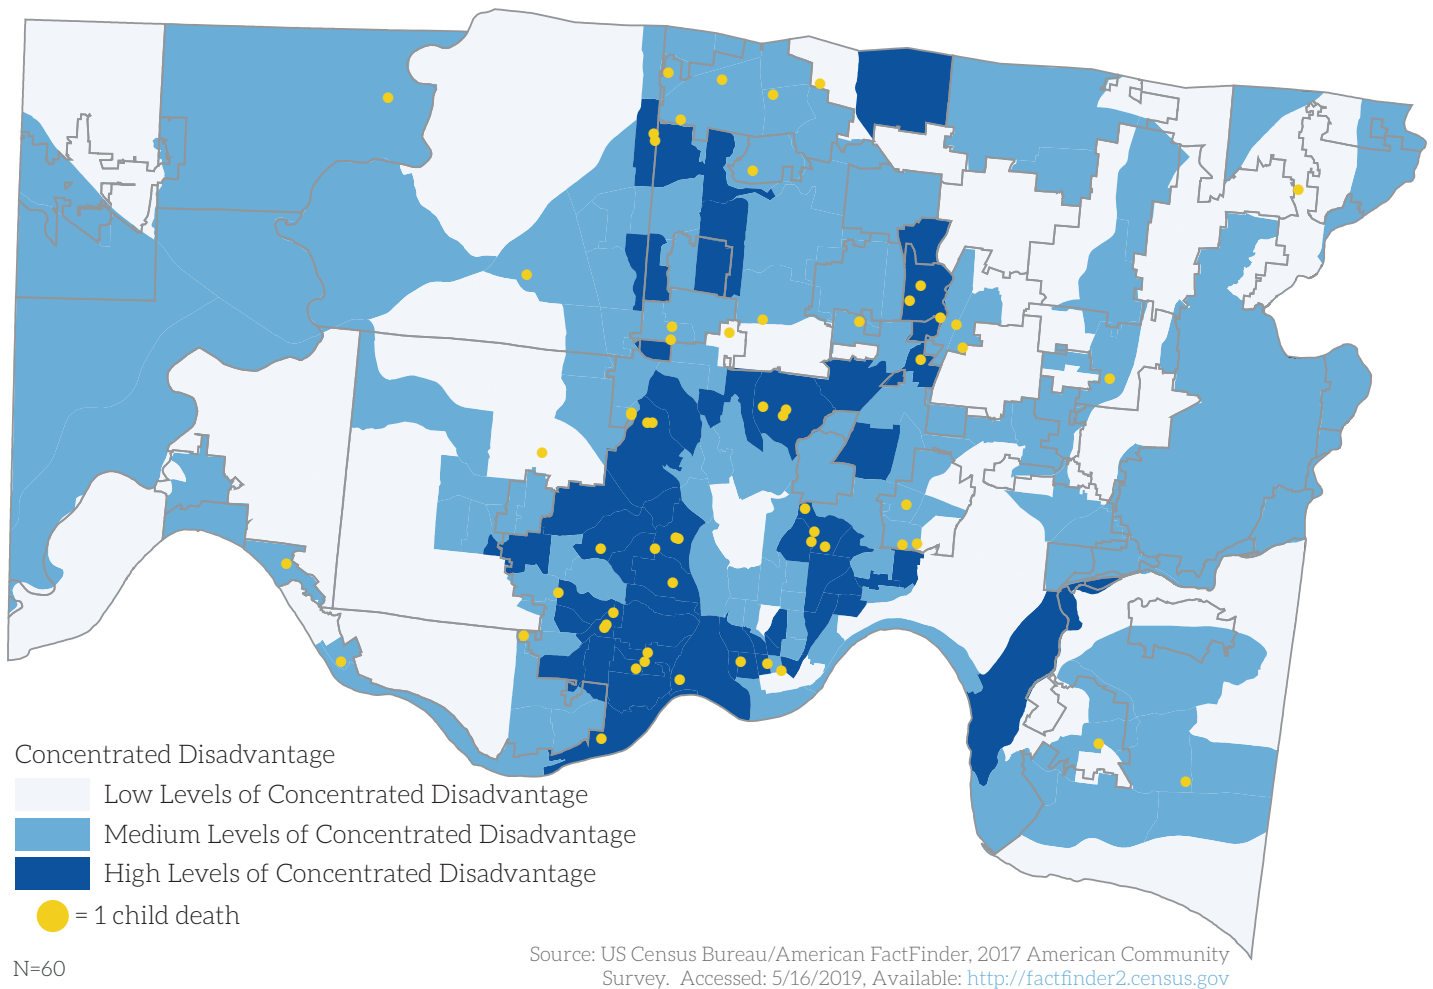 Concentrated Disadvantage
Low Levels of Concentrated Disadvantage
Medium Levels of Concentrated Disadvantage
High Levels of Concentrated Disadvantage
= 1 child death
N=60
Source: US Census Bureau/American FactFinder, 2017 American Community
Survey. Accessed: 5/16/2019, Available: http://factfinder2.census.gov